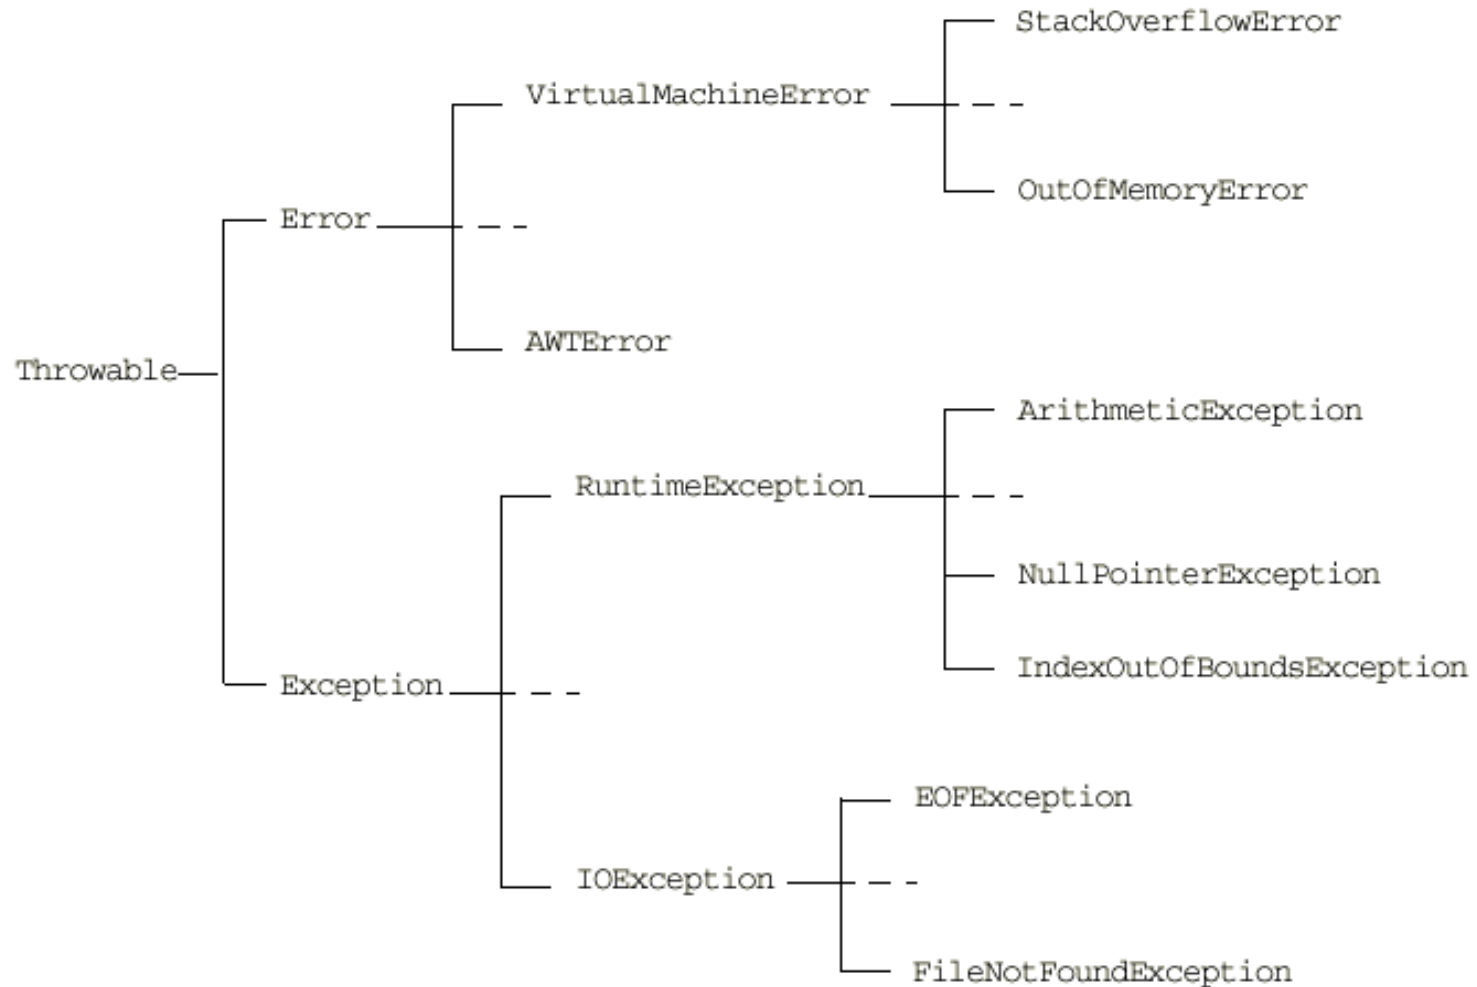 StackOverflowError
VirtualMachineError
OutOfMemoryError
Error
AWTError
Throwable
ArithmeticException
RuntimeException
NullPointerException
IndexOutOfBoundsException
Exception
EOFException
IOException
FileNotFoundException